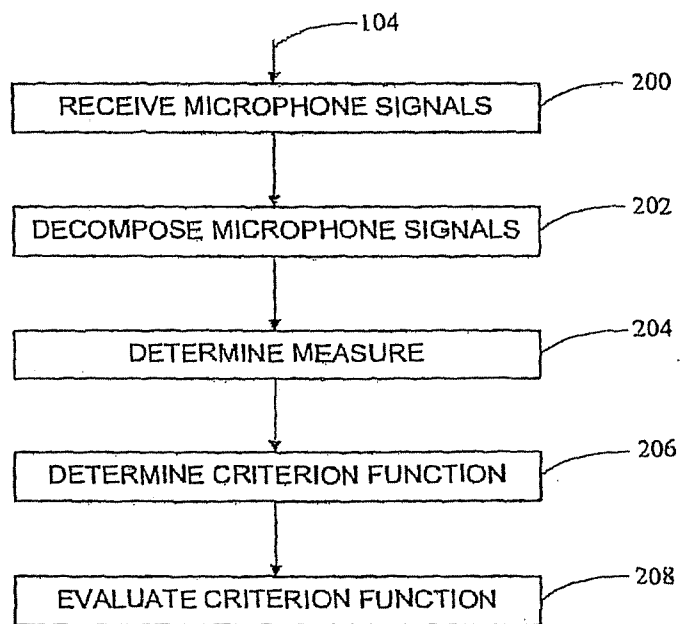 104
RECEIVE MICROPHONE SIGNALS
200
DECOMPOSE MICROPHONE SIGNALS
202
DETERMINE MEASURE
204
DETERMINE CRITERION FUNCTION
206
EVALUATE CRITERION FUNCTION
208